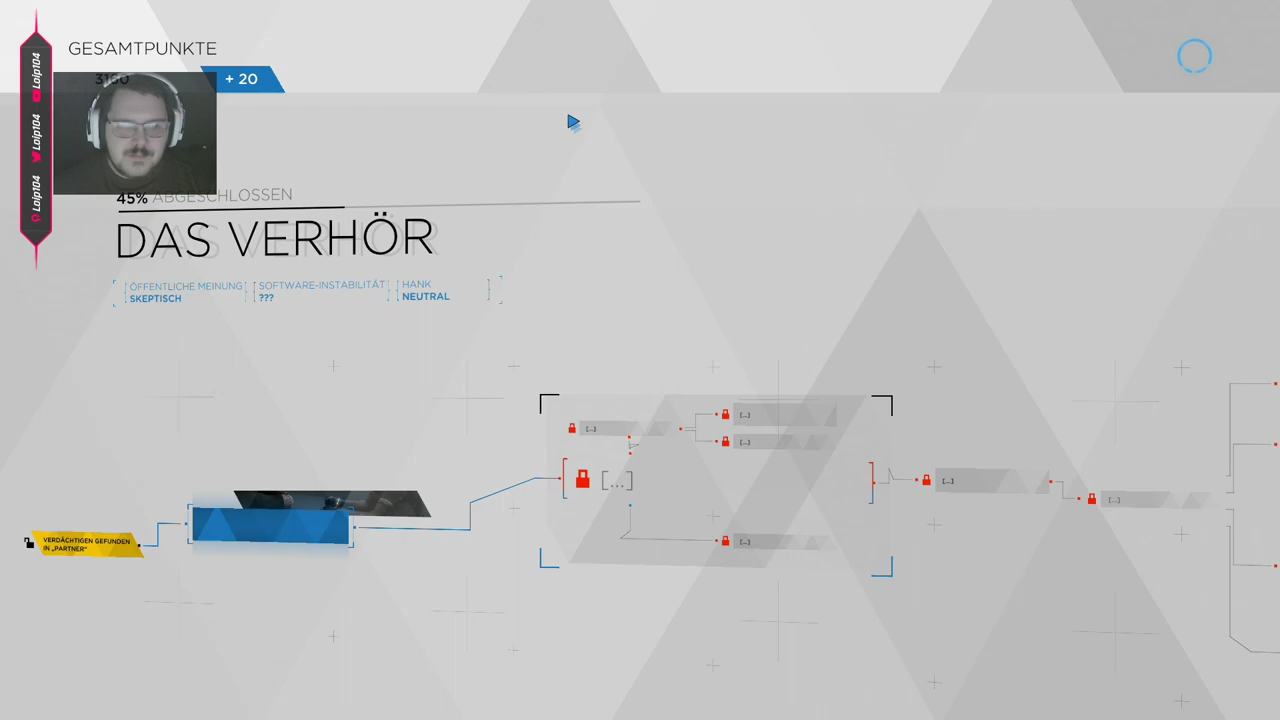 GESAMTPUNKTE
3160
+ 20
Loip104
Loip104
Loip104
45% ABGESCHLOSSEN
DAS VERHÖR
ÖFFENTLICHE MEINUNG
SKEPTISCH
SOFTWARE-INSTABILITÄT
???
HANK
NEUTRAL
[...]
[...]
[...]
[...]
[...]
[...]
[...]
VERDÄCHTIGEN GEFUNDEN
IN „PARTNER"